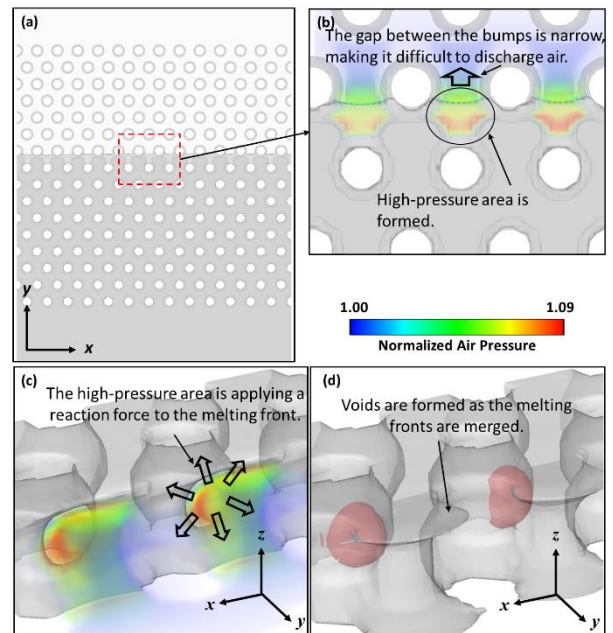 (a)
y
x
(b)
The gap between the bumps is narrow,
making it difficult to discharge air.
High-pressure area is
formed.
1.00
1.09
Normalized Air Pressure
(c)
The high-pressure area is applying a
reaction force to the melting front.
z
x
y
(d)
Voids are formed as the melting
fronts are merged.
z
x
y